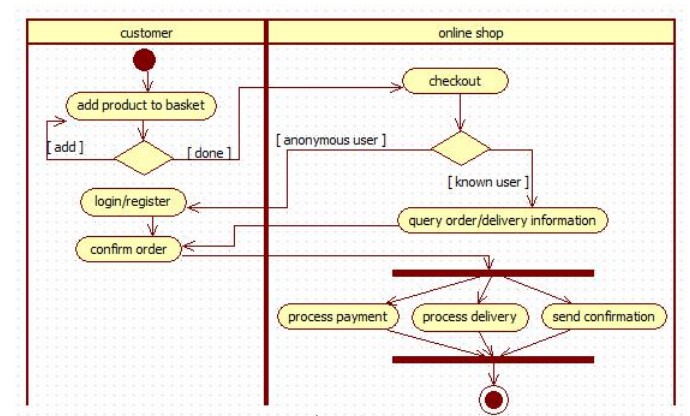 customer
online shop
checkout
add product to basket
[ add ]
[ done ]
[ anonymous user ]
[ known user ]
login/register
query order/delivery information
confirm order
process payment
process delivery
send confirmation